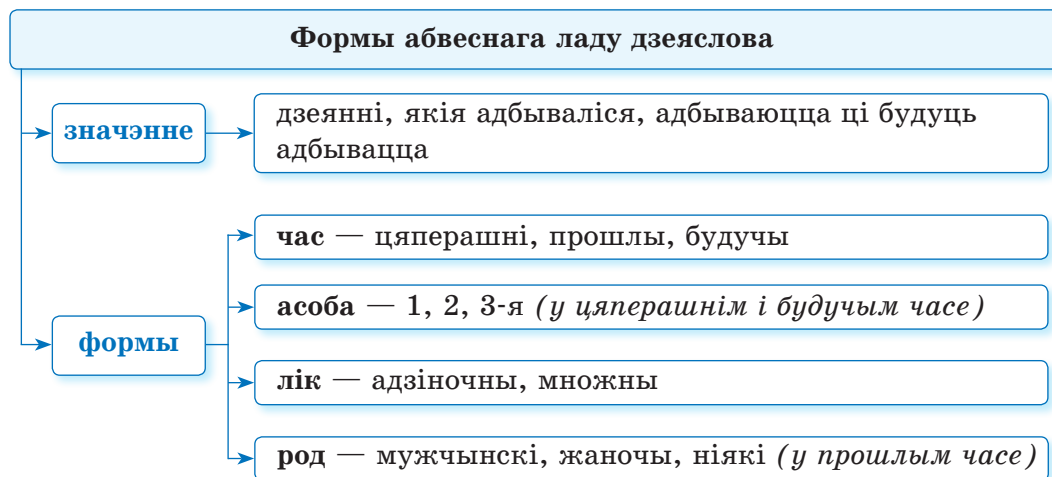 Формы абвеснага ладу дзеяслова
значэнне
дзеянні, якія адбываліся, адбываюцца ці будуць
адбывацца
формы
час — цяперашні, прошлы, будучы
асоба — 1, 2, 3-я (у цяперашнім і будучым часе)
лік — адзіночны, множны
род — мужчынскі, жаночы, ніякі (у прошлым часе)